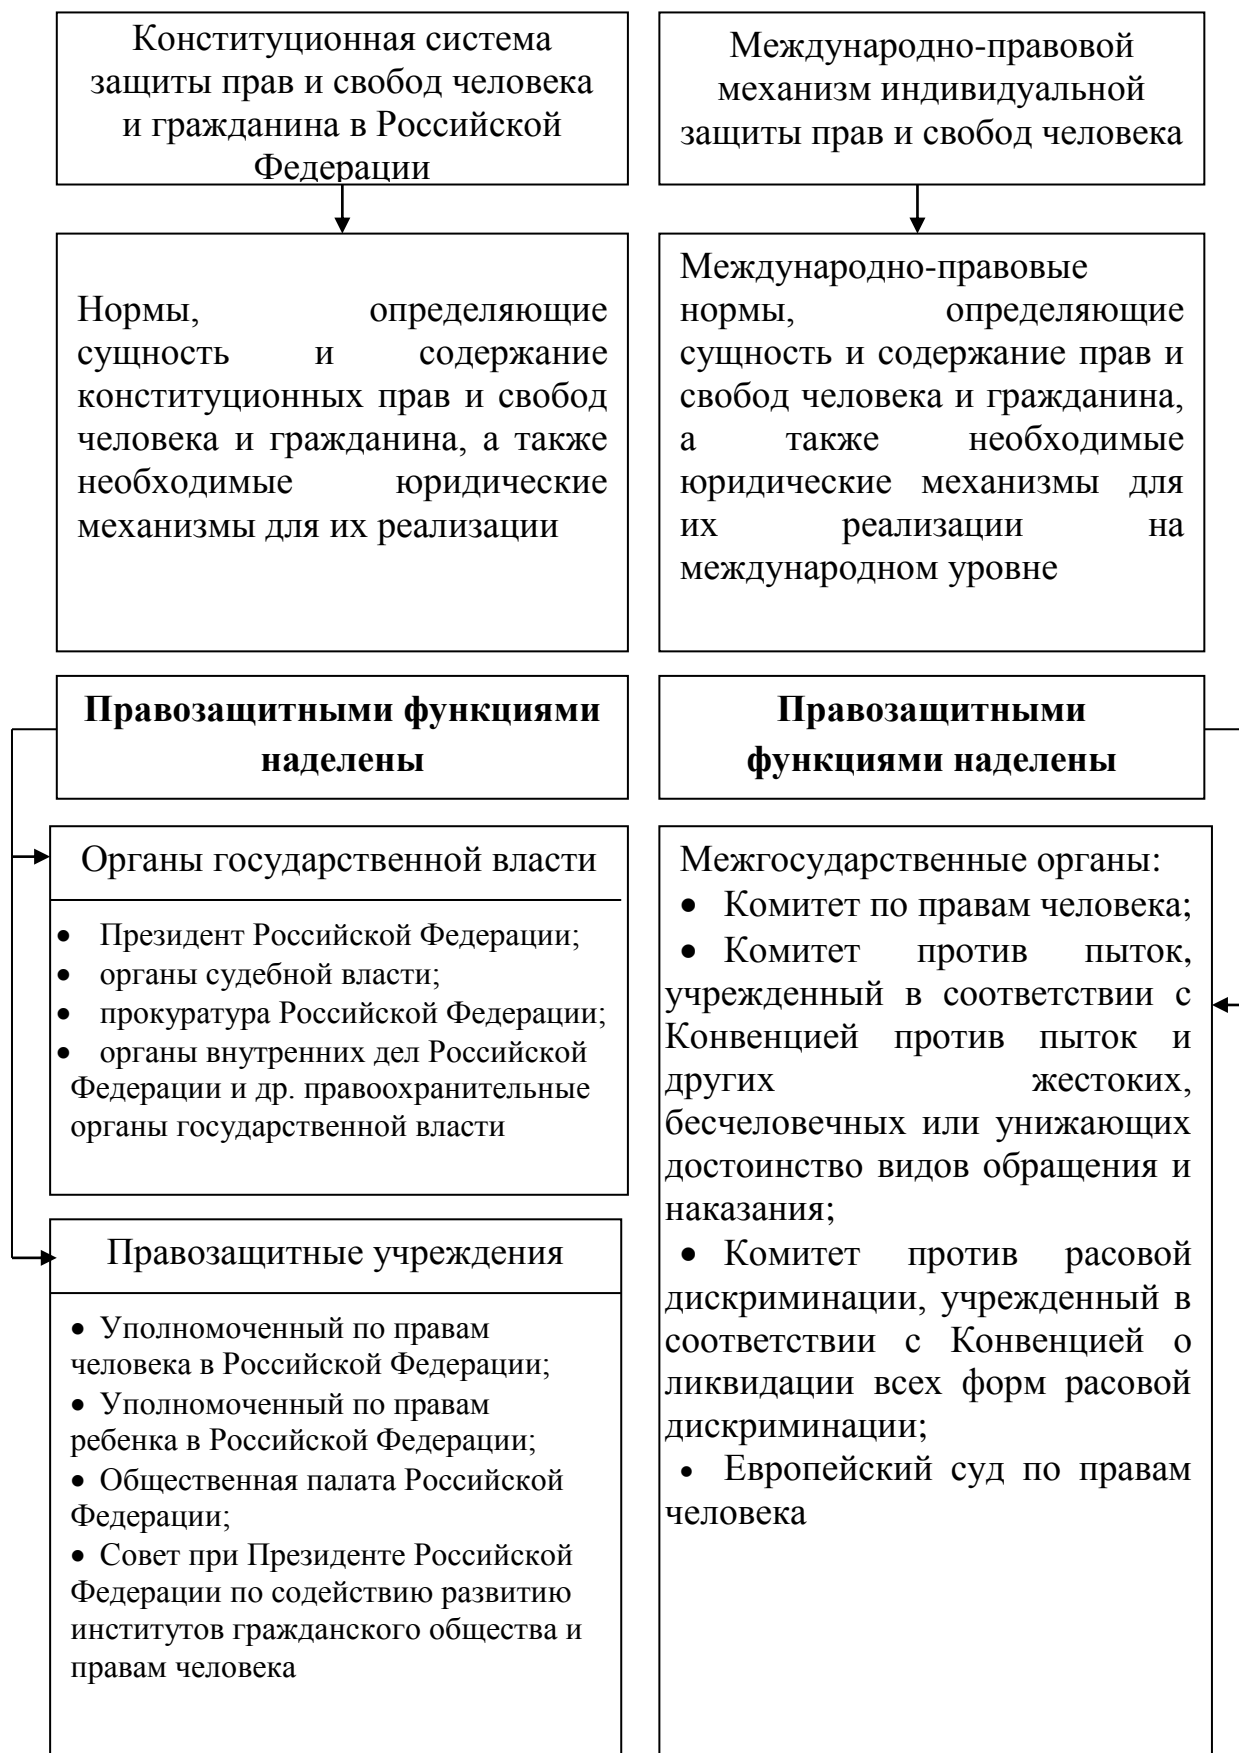 Конституционная система
защиты прав и свобод человека
и гражданина в Российской
Федерации
Международно-правовой
механизм индивидуальной
защиты прав и свобод человека
Нормы, определяющие
сущность и содержание
конституционных прав и свобод
человека и гражданина, а также
необходимые юридические
механизмы для их реализации
Международно-правовые
нормы, определяющие
сущность и содержание прав и
свобод человека и гражданина,
а также необходимые
юридические механизмы для
их реализации на
международном уровне
Правозащитными функциями
наделены
Правозащитными
функциями наделены
Органы государственной власти
• Президент Российской Федерации;
• органы судебной власти;
• прокуратура Российской Федерации;
• органы внутренних дел Российской
Федерации и др. правоохранительные
органы государственной власти
Правозащитные учреждения
• Уполномоченный по правам
человека в Российской Федерации;
• Уполномоченный по правам
ребенка в Российской Федерации;
• Общественная палата Российской
Федерации;
• Совет при Президенте Российской
Федерации по содействию развитию
институтов гражданского общества и
правам человека
Межгосударственные органы:
• Комитет по правам человека;
• Комитет против пыток,
учрежденный в соответствии с
Конвенцией против пыток и
других жестоких,
бесчеловечных или унижающих
достоинство видов обращения и
наказания;
• Комитет против расовой
дискриминации, учрежденный в
соответствии с Конвенцией о
ликвидации всех форм расовой
дискриминации;
• Европейский суд по правам
человека